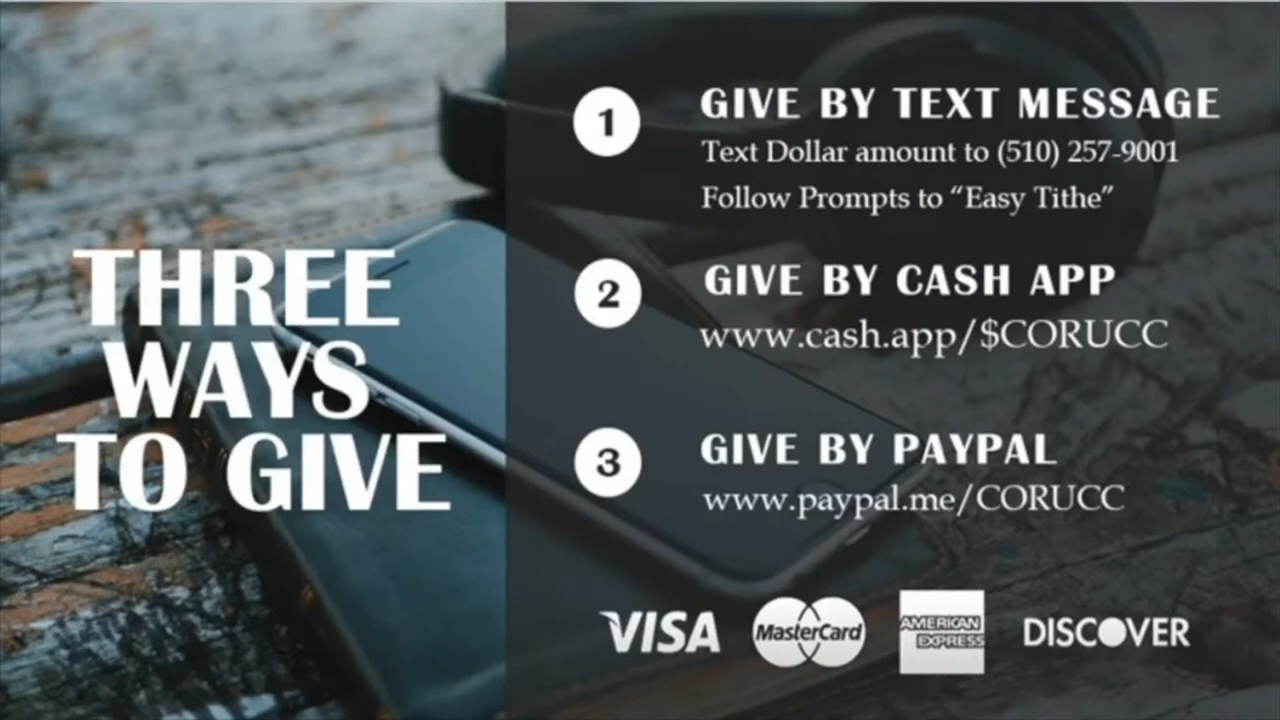 THREE
WAYS
TO GIVE
1
GIVE BY TEXT MESSAGE
Text Dollar amount to (510) 257-9001
Follow Prompts to “Easy Tithe”
2
GIVE BY CASH APP
www.cash.app/$CORUCC
3
GIVE BY PAYPAL
www.paypal.me/CORUCC
VISA
MasterCard
AMERICAN
EXPRESS
DISCOVER